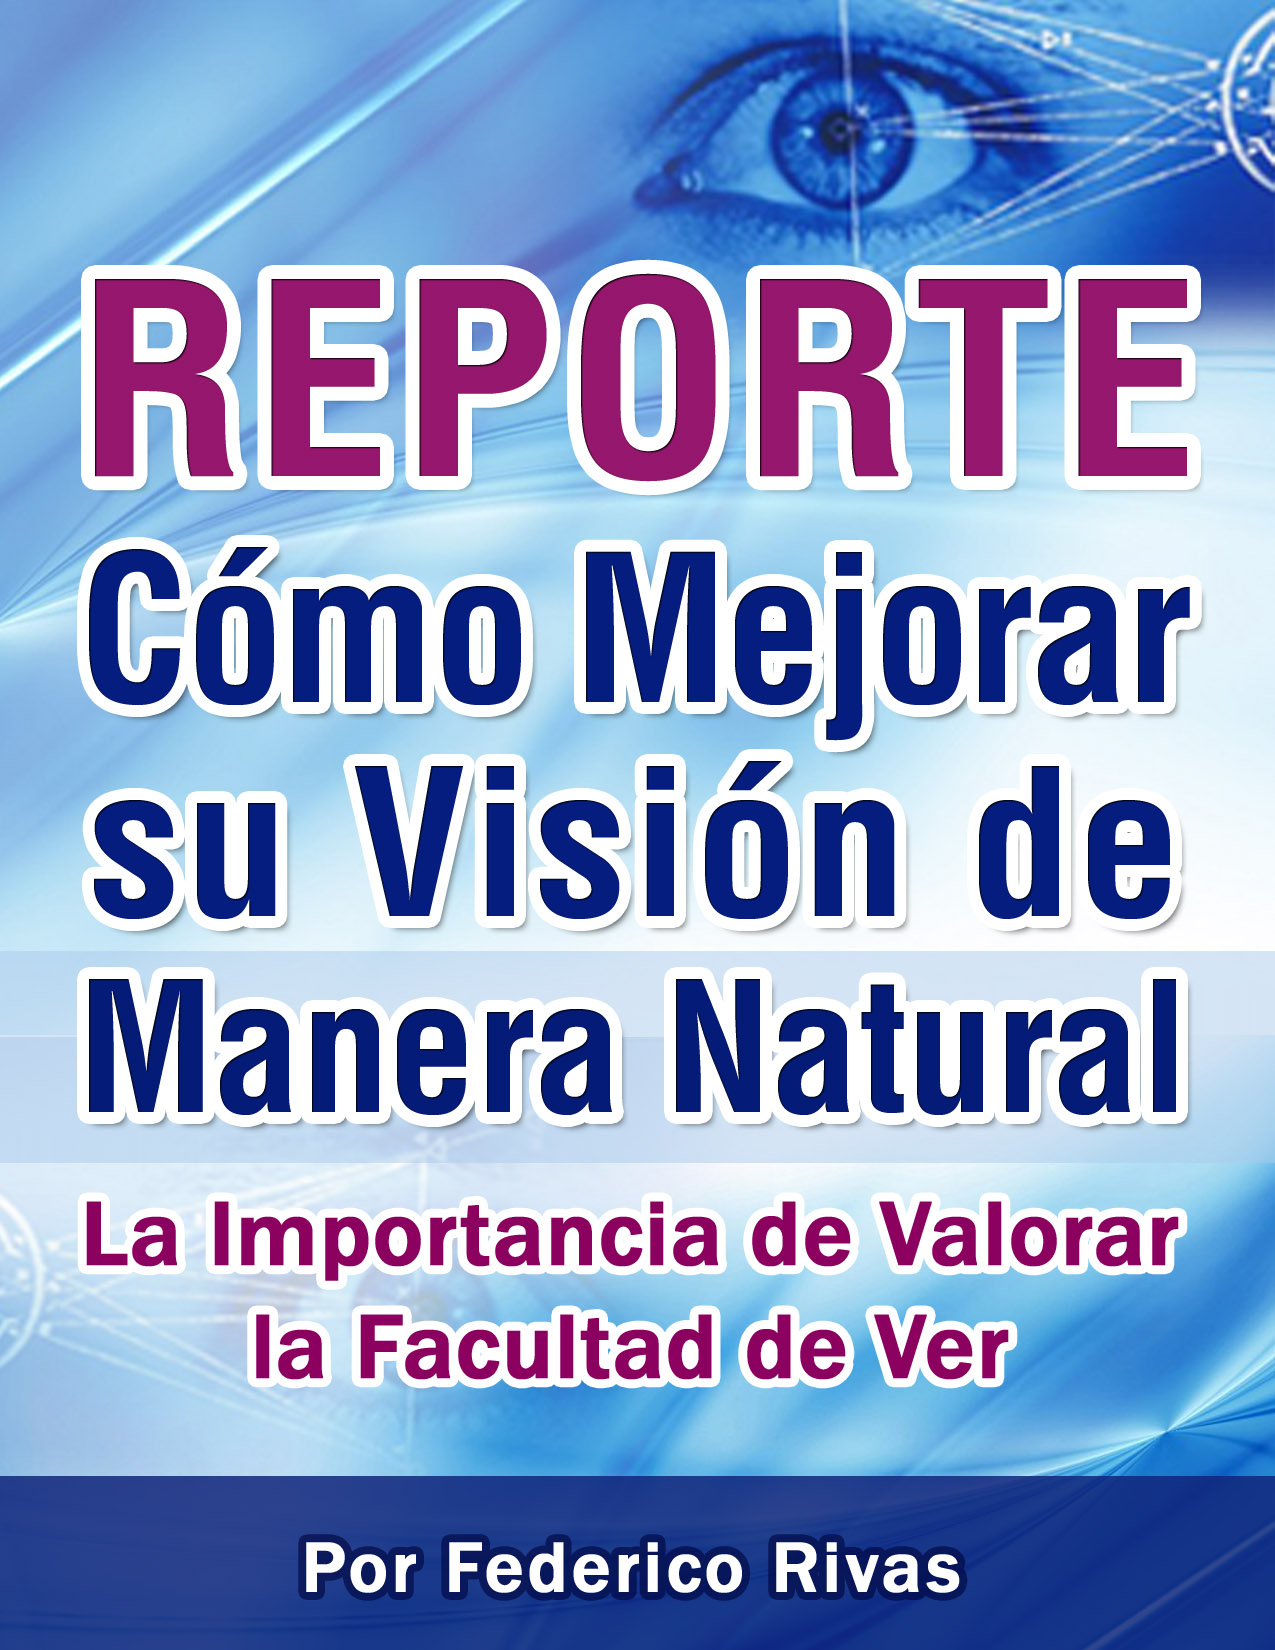 REPORTE
Cómo Mejorar
su Visión de
Manera Natural
La Importancia de Valorar
la Facultad de Ver
Por Federico Rivas